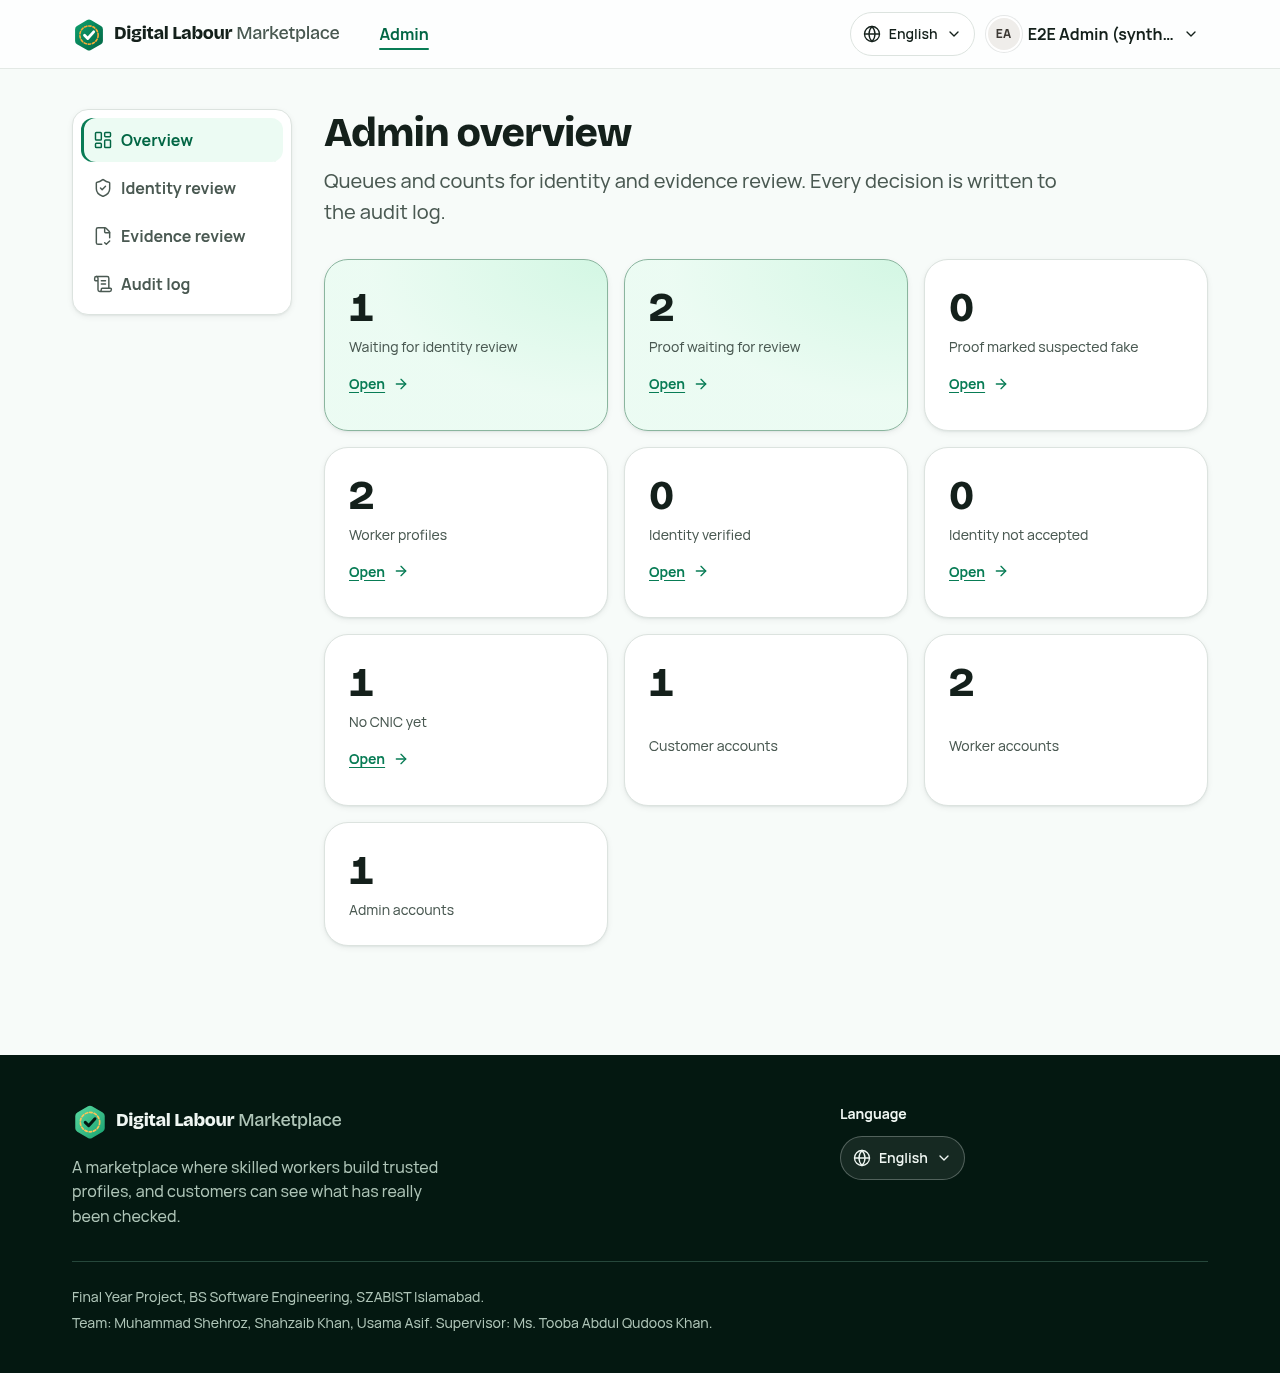 Digital Labour Marketplace
Admin
English
EA
E2E Admin (synth...
Overview
Identity review
Evidence review
Audit log
Admin overview
Queues and counts for identity and evidence review. Every decision is written to
the audit log.
1
Waiting for identity review
Open
2
Proof waiting for review
Open
0
Proof marked suspected fake
Open
2
Worker profiles
Open
0
Identity verified
Open
0
Identity not accepted
Open
1
No CNIC yet
Open
1
Customer accounts
2
Worker accounts
1
Admin accounts
Digital Labour Marketplace
A marketplace where skilled workers build trusted
profiles, and customers can see what has really
been checked.
Language
English
Final Year Project, BS Software Engineering, SZABIST Islamabad.
Team: Muhammad Shehroz, Shahzaib Khan, Usama Asif. Supervisor: Ms. Tooba Abdul Qudoos Khan.